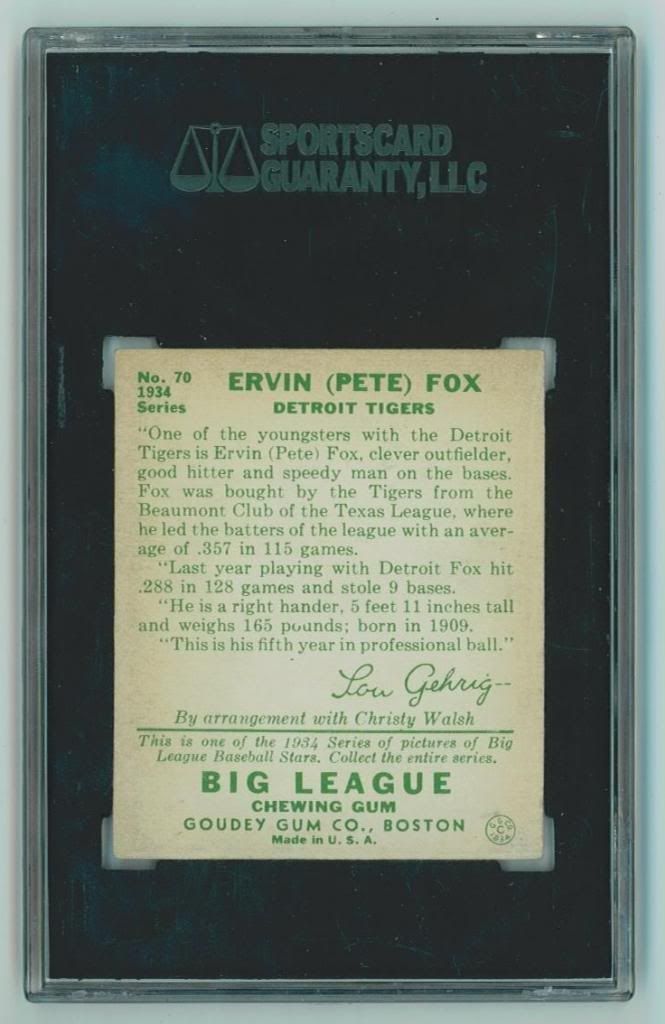 SPORTSCARD
GUARANTY, LLC
No. 70
1934
Series
ERVIN (PETE) FOX
DETROIT TIGERS
"One of the youngsters with the Detroit
Tigers is Ervin (Pete) Fox, clever outfielder,
good hitter and speedy man on the bases.
Fox was bought by the Tigers from the
Beaumont Club of the Texas League, where
he led the batters of the league with an aver-
age of .357 in 115 games.
"Last year playing with Detroit Fox hit
.288 in 128 games and stole 9 bases.
"He is a right hander, 5 feet 11 inches tall
and weighs 165 pounds; born in 1909.
"This is his fifth year in professional ball."
Lou Gehrig--
By arrangement with Christy Walsh
This is one of the 1934 Series of pictures of Big
League Baseball Stars. Collect the entire series.
BIG LEAGUE
CHEWING GUM
GOUDEY GUM CO., BOSTON
Made in U. S. A.
C
1934